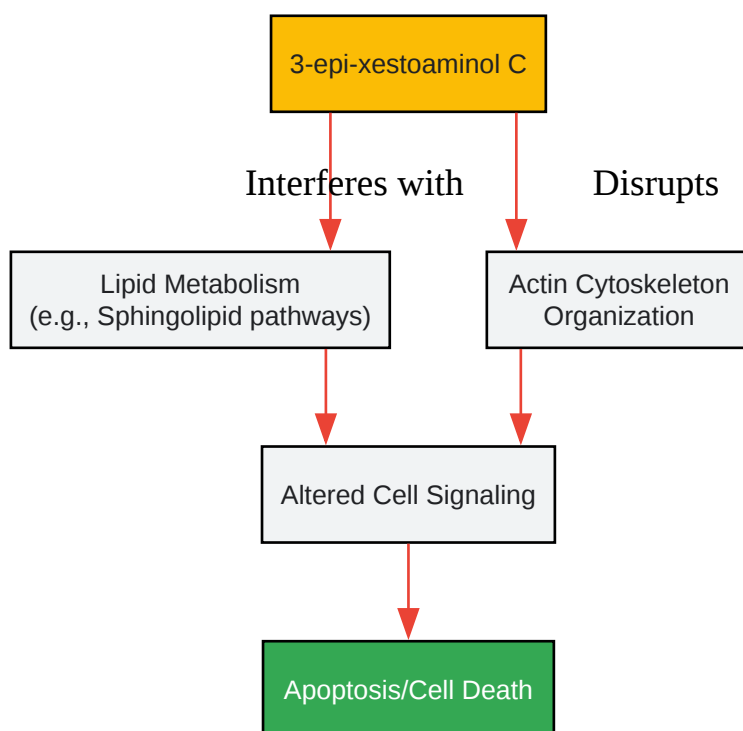 3-epi-xestoaminol C
Interferes with
Disrupts
Lipid Metabolism
(e.g., Sphingolipid pathways)
Actin Cytoskeleton
Organization
Altered Cell Signaling
Apoptosis/Cell Death